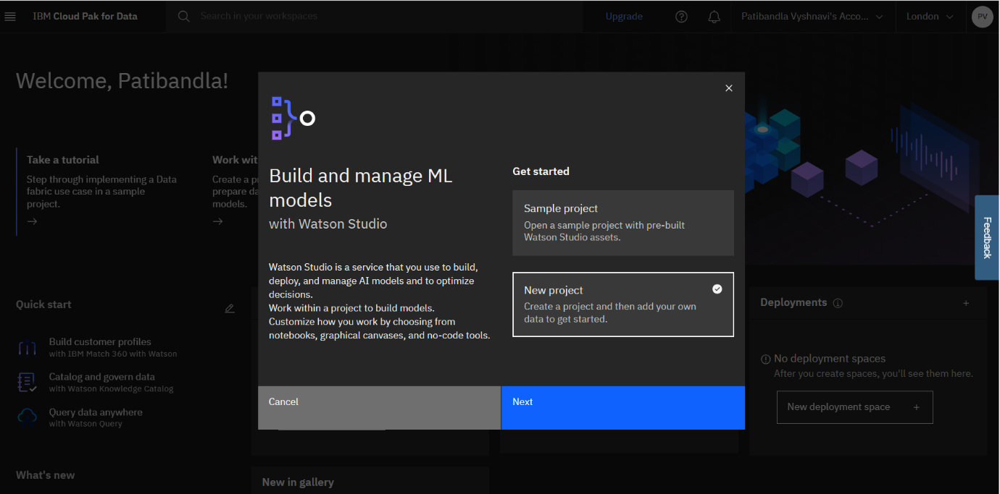 IBM Cloud Pak for Data
Search in your workspaces
Upgrade
Patibandla Vyshnavi's Acco...
London
PV
Welcome, Patibandla!
Take a tutorial
Step through implementing a Data
fabric use case in a sample
project.
Work wit
Create a p
prepare da
models.
Build and manage ML
models
with Watson Studio
Watson Studio is a service that you use to build,
deploy, and manage AI models and to optimize
decisions.
Work within a project to build models.
Customize how you work by choosing from
notebooks, graphical canvases, and no-code tools.
Get started
Sample project
Open a sample project with pre-built
Watson Studio assets.
New project
Create a project and then add your own
data to get started.
Cancel
Next
Feedback
Quick start
Build customer profiles
with IBM Match 360 with Watson
Catalog and govern data
with Watson Knowledge Catalog
Query data anywhere
with Watson Query
Deployments
No deployment spaces
After you create spaces, you'll see them here.
New deployment space +
What's new
New in gallery